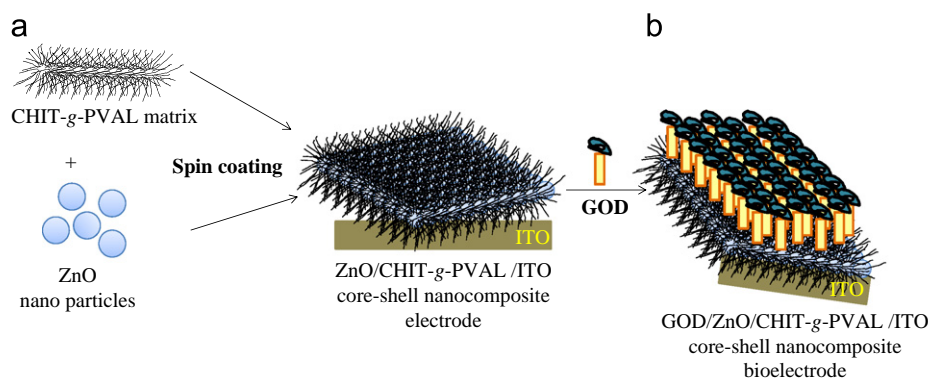 a
b
CHIT-g-PVAL matrix
+
Spin coating
GOD
ITO
ITO
ZnO
nano particles
ZnO/CHIT-g-PVAL /ITO
core-shell nanocomposite
electrode
GOD/ZnO/CHIT-g-PVAL /ITO
core-shell nanocomposite
bioelectrode